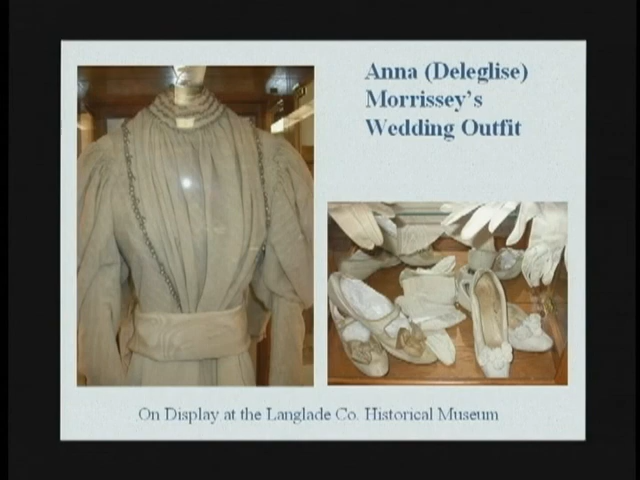 Anna (Deleglise)
Morrissey's
Wedding Outfit
On Display at the Langlade Co. Historical Museum